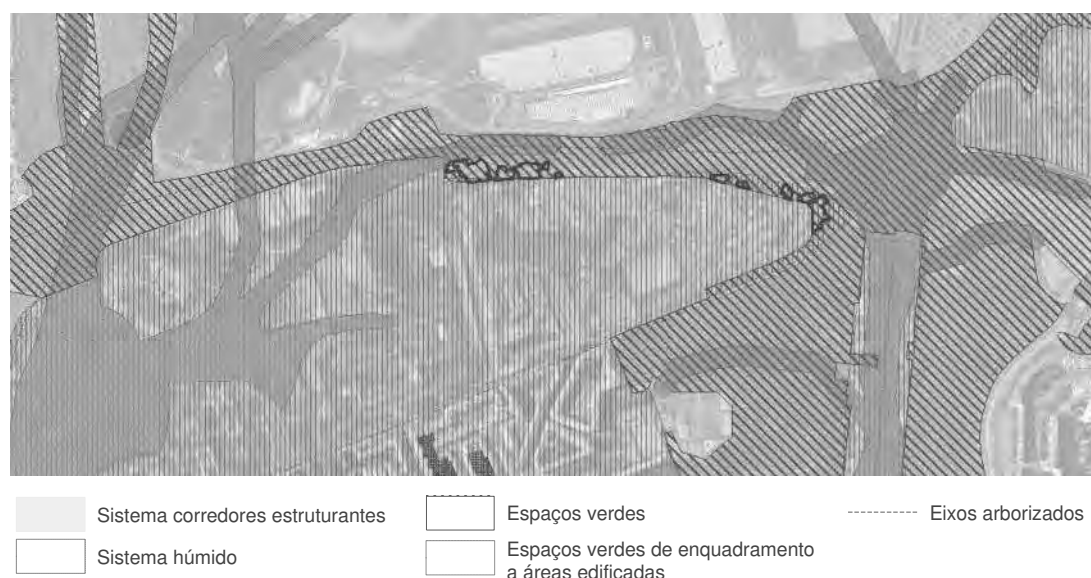 Sistema corredores estruturantes
Espaços verdes
Eixos arborizados
Sistema húmido
Espaços verdes de enquadramento
a áreas edificadas